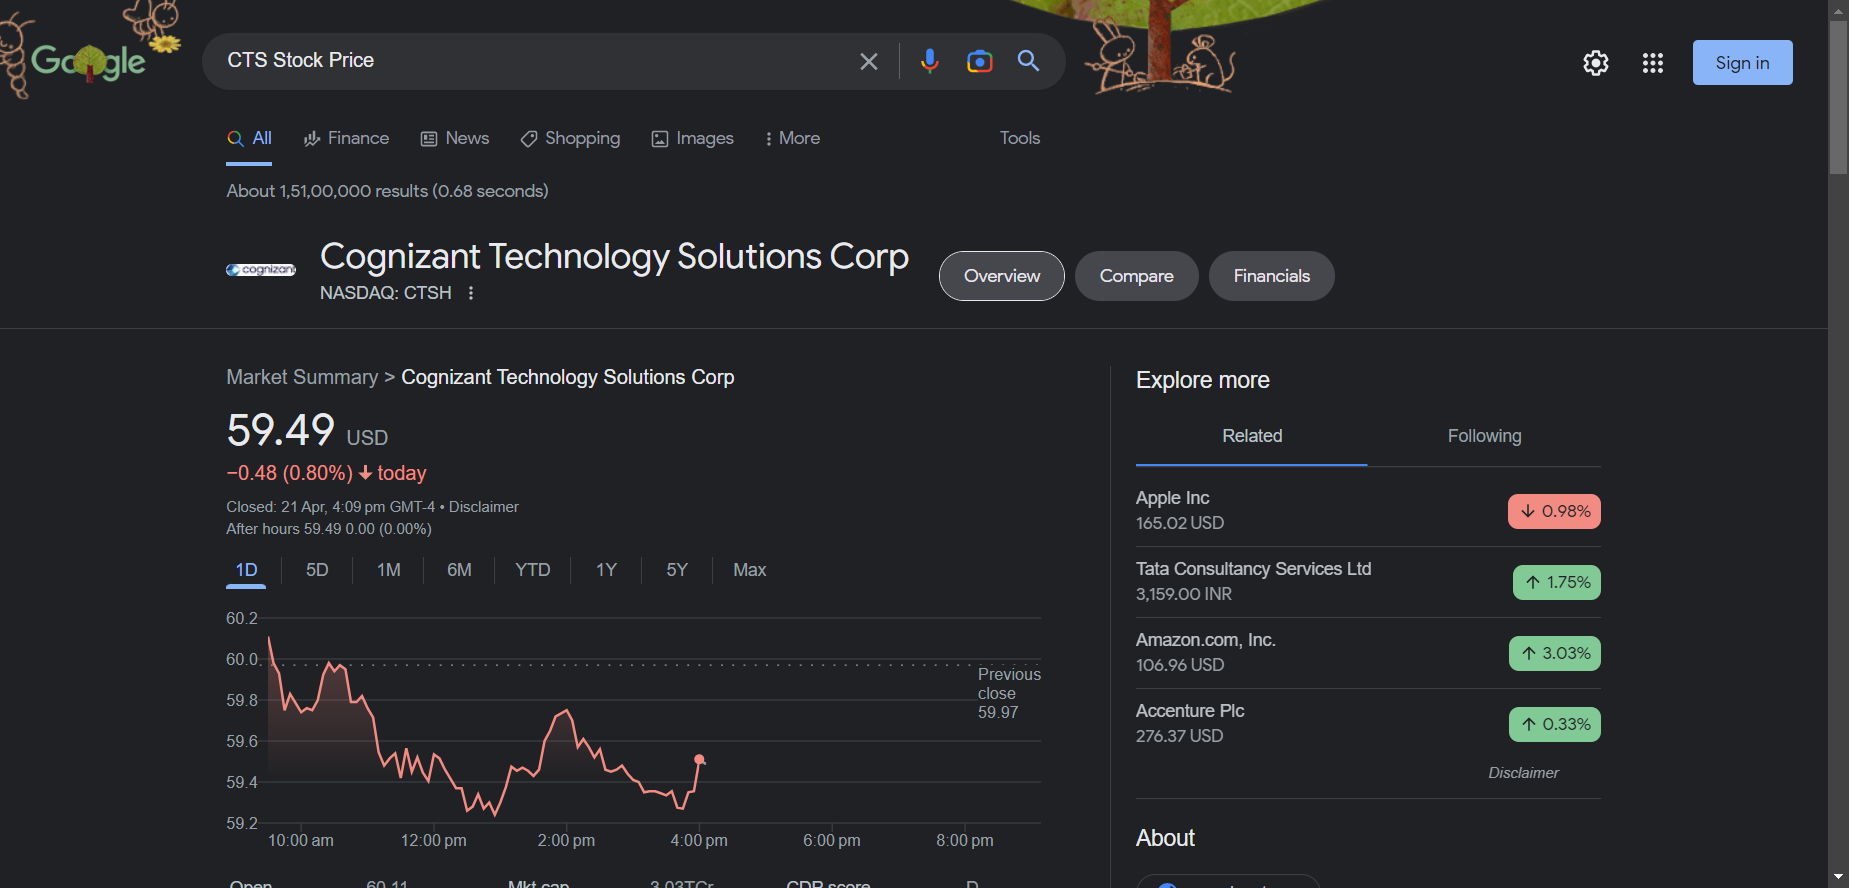 Google
CTS Stock Price
Sign in
All
Finance
News
Shopping
Images
More
Tools
About 1,51,00,000 results (0.68 seconds)
cognizant
Cognizant Technology Solutions Corp
NASDAQ: CTSH
Overview
Compare
Financials
Market Summary > Cognizant Technology Solutions Corp
59.49 USD
−0.48 (0.80%) today
Closed: 21 Apr, 4:09 pm GMT-4 • Disclaimer
After hours 59.49 0.00 (0.00%)
1D
5D
1M
6M
YTD
1Y
5Y
Max
60.2
60.0
59.8
59.6
59.4
59.2
Previous
close
59.97
10:00 am
12:00 pm
2:00 pm
4:00 pm
6:00 pm
8:00 pm
Open 60.11 Mkt cap 3.03TCr CDP score D
Explore more
Related
Following
Apple Inc
165.02 USD
0.98%
Tata Consultancy Services Ltd
3,159.00 INR
1.75%
Amazon.com, Inc.
106.96 USD
3.03%
Accenture Plc
276.37 USD
0.33%
Disclaimer
About